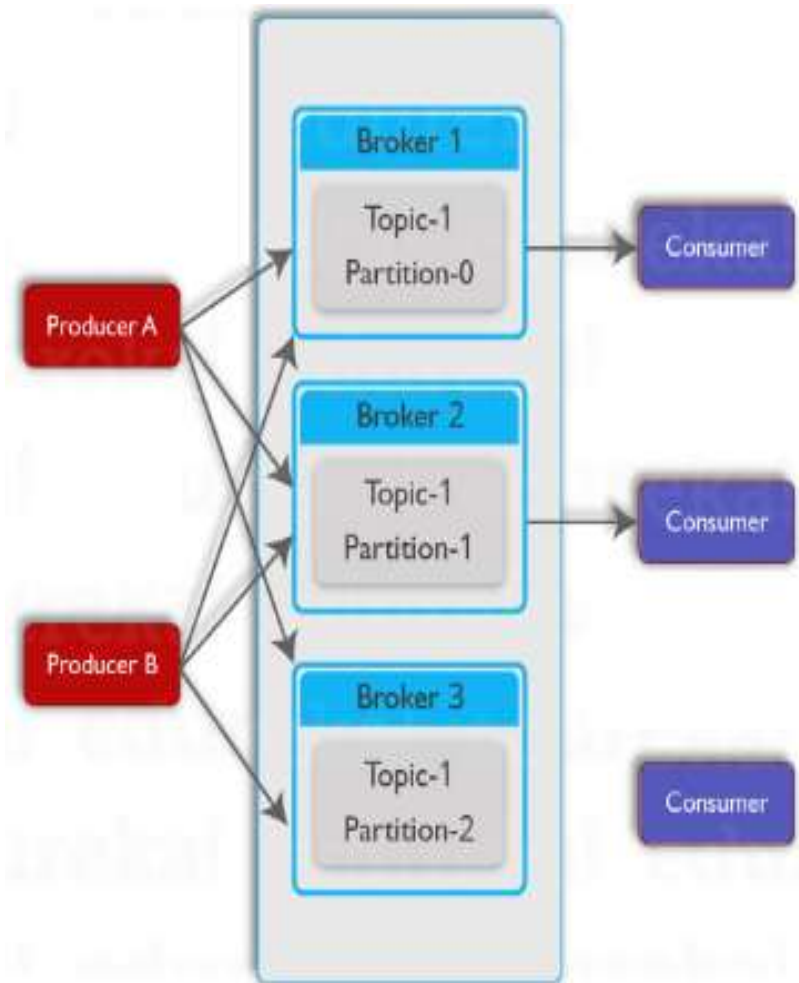 Broker 1
Topic-1
Partition-0
Consumer
Producer A
Broker 2
Topic-1
Partition-1
Consumer
Producer B
Broker 3
Topic-1
Partition-2
Consumer